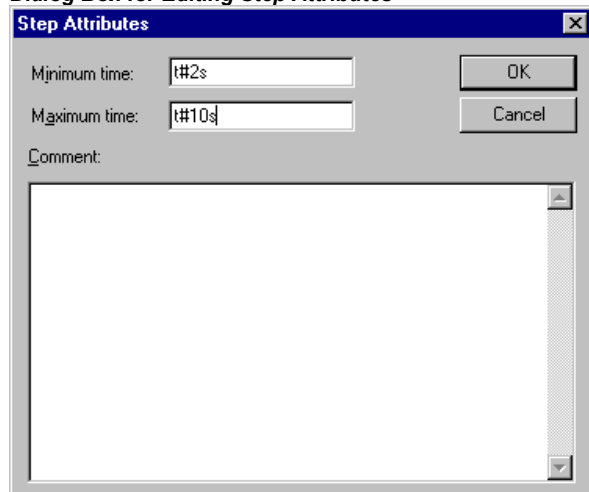 Dialog Box for Editing Step Attributes
Step Attributes
Minimum time: t#2s OK
Maximum time: t#10s Cancel
Comment: